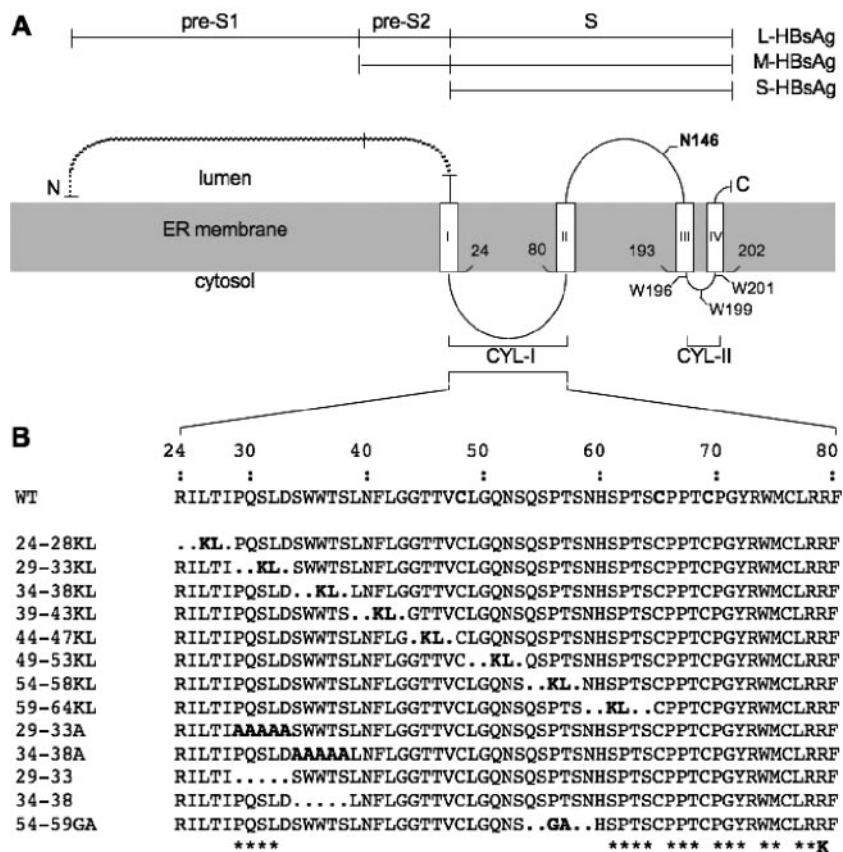 A
pre-S1 pre-S2 S
L-HBsAg
M-HBsAg
S-HBsAg
N146
N lumen C
ER membrane I II III IV
24 80 193 202
cytosol W196 W201
W199
CYL-I CYL-II
B
24 30 40 50 60 70 80
: : : : : : :
WT RILTIPQSLDSWWTSLNFLGGTTVCLGQNSQSPTSNHSPTSCPPTCPGYRWMCLRRF
24-28KL ..KL.PQSLDSWWTSLNFLGGTTVCLGQNSQSPTSNHSPTSCPPTCPGYRWMCLRRF
29-33KL RILTI..KL.SWWTSLNFLGGTTVCLGQNSQSPTSNHSPTSCPPTCPGYRWMCLRRF
34-38KL RILTIPQSLD..KL.LNFLGGTTVCLGQNSQSPTSNHSPTSCPPTCPGYRWMCLRRF
39-43KL RILTIPQSLDSWWTS..KL.GTTVCLGQNSQSPTSNHSPTSCPPTCPGYRWMCLRRF
44-47KL RILTIPQSLDSWWTSLNFLG.KL.CLGQNSQSPTSNHSPTSCPPTCPGYRWMCLRRF
49-53KL RILTIPQSLDSWWTSLNFLGGTTVC..KL.QSPTSNHSPTSCPPTCPGYRWMCLRRF
54-58KL RILTIPQSLDSWWTSLNFLGGTTVCLGQNS..KL.NHSPTSCPPTCPGYRWMCLRRF
59-64KL RILTIPQSLDSWWTSLNFLGGTTVCLGQNSQSPTS..KL..CPPTCPGYRWMCLRRF
29-33A RILTIAAAAASWWTSLNFLGGTTVCLGQNSQSPTSNHSPTSCPPTCPGYRWMCLRRF
34-38A RILTIPQSLDAAAAALNFLGGTTVCLGQNSQSPTSNHSPTSCPPTCPGYRWMCLRRF
29-33 RILTI.....SWWTSLNFLGGTTVCLGQNSQSPTSNHSPTSCPPTCPGYRWMCLRRF
34-38 RILTIPQSLD.....LNFLGGTTVCLGQNSQSPTSNHSPTSCPPTCPGYRWMCLRRF
54-59GA RILTIPQSLDSWWTSLNFLGGTTVCLGQNS..GA..HSPTSCPPTCPGYRWMCLRRF
**** **** *** *** ** **K